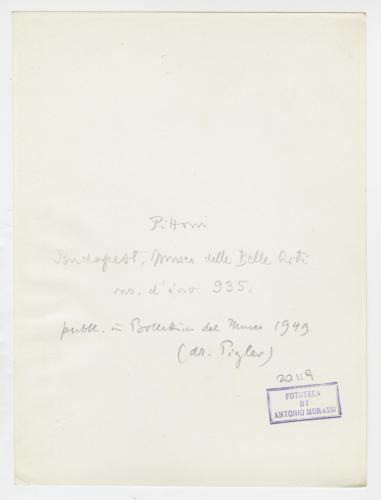 Pittoni
Budapest, Museo delle Belle Arti
no. d'inv. 935.
pubbl. in Bollettino del Museo 1949
(dr. Pigler)
20119
FOTOTECA
DI
ANTONIO MORASSI